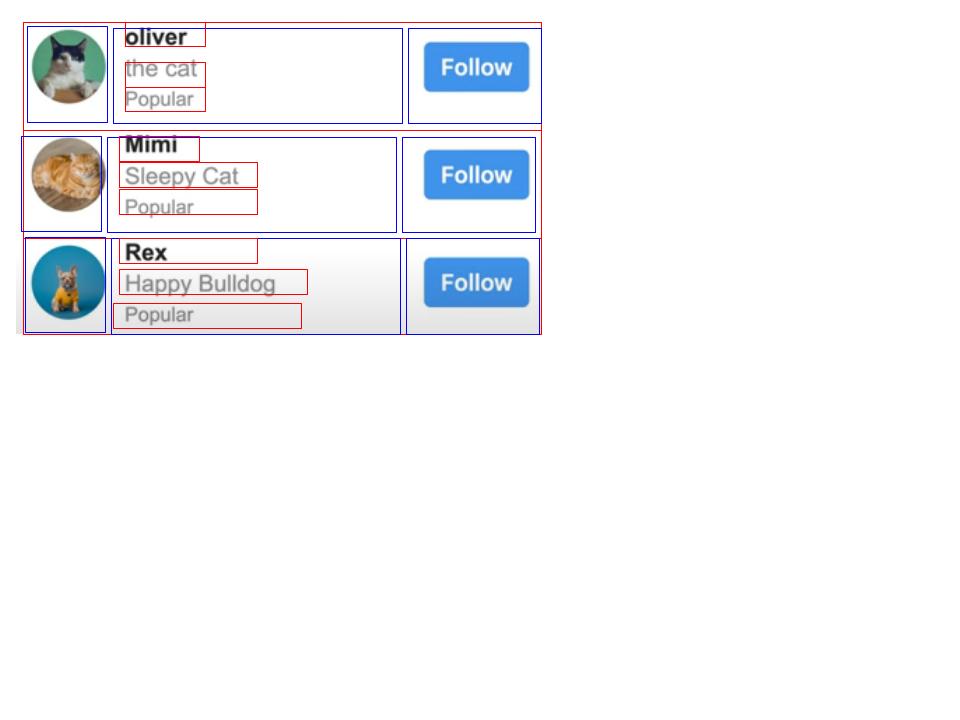 oliver
the cat
Popular
Follow
Mimi
Sleepy Cat
Popular
Follow
Rex
Happy Bulldog
Popular
Follow